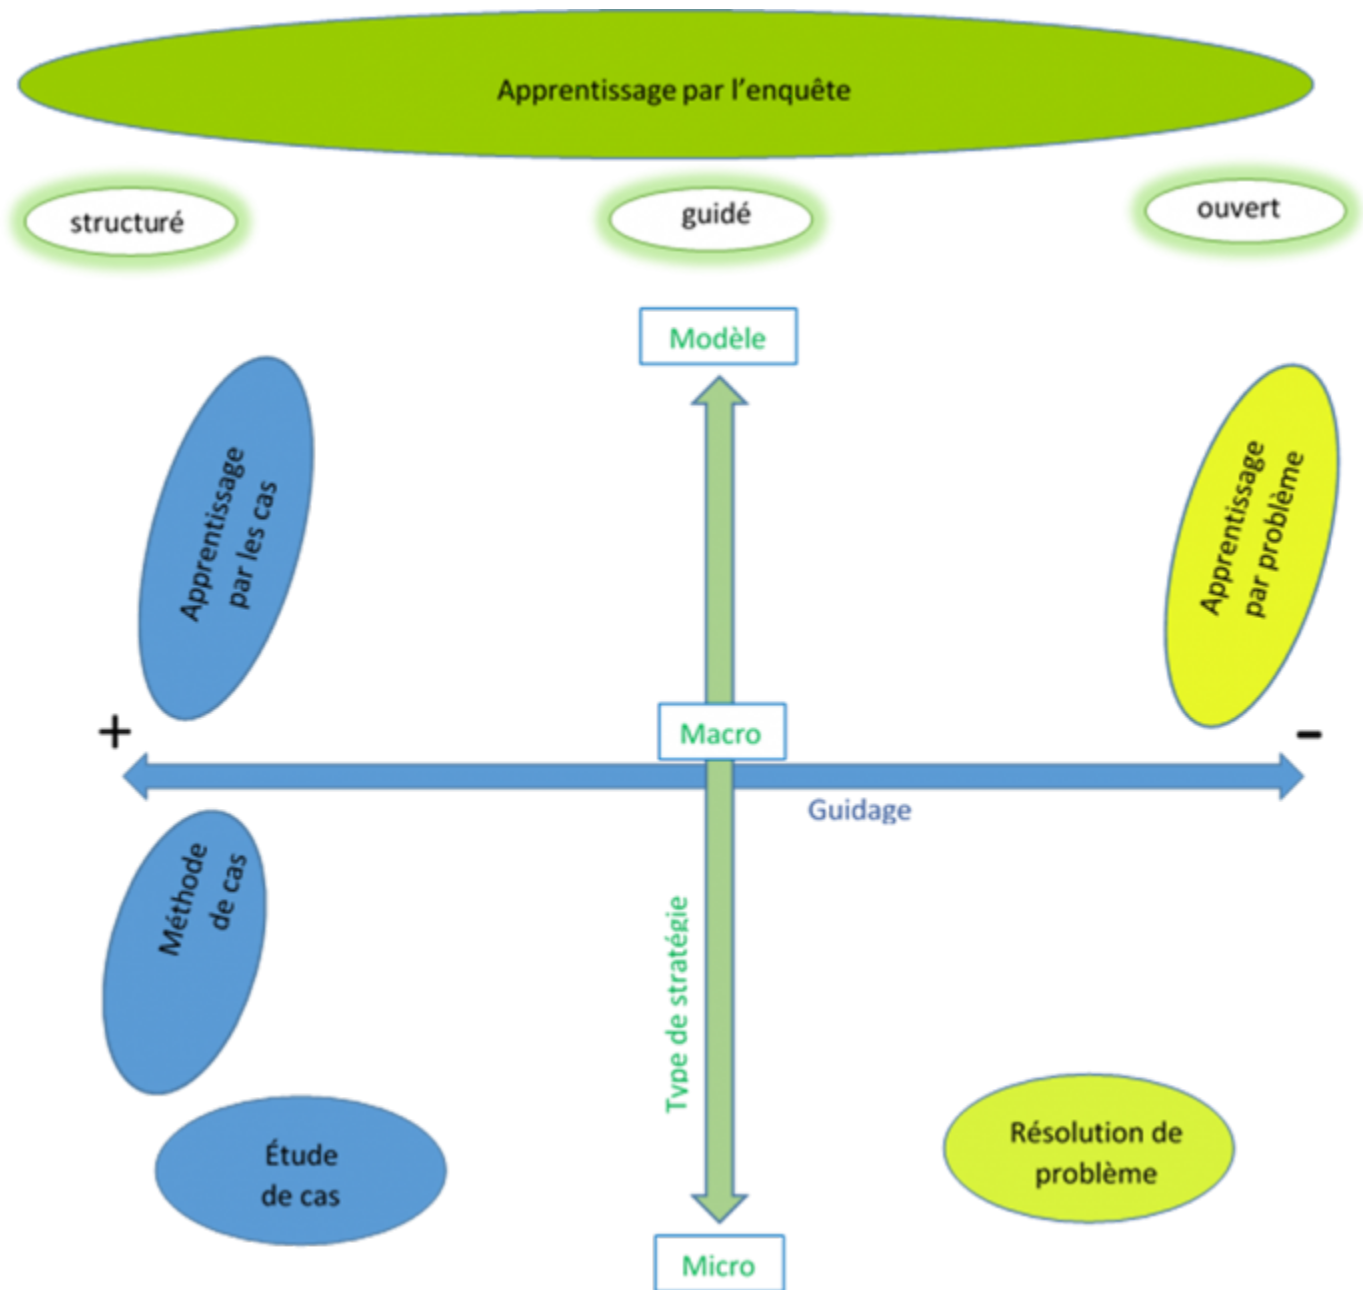 Apprentissage par l'enquête
structuré
guidé
ouvert
Modèle
Apprentissage
par les cas
Apprentissage
par problème
+
Macro
-
Guidage
Méthode
de cas
Type de stratégie
Étude
de cas
Résolution de
problème
Micro